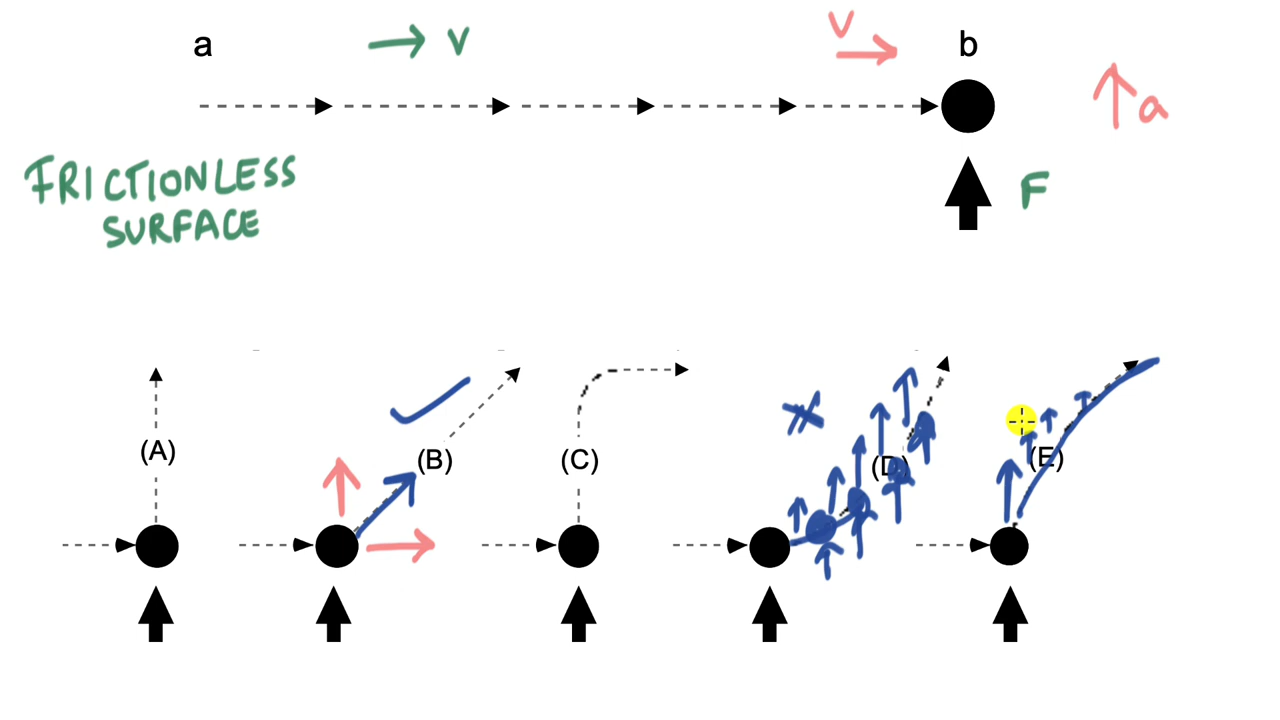 a
v
V
b
a
FRICTIONLESS
SURFACE
F
(A)
(B)
(C)
(D)
(E)